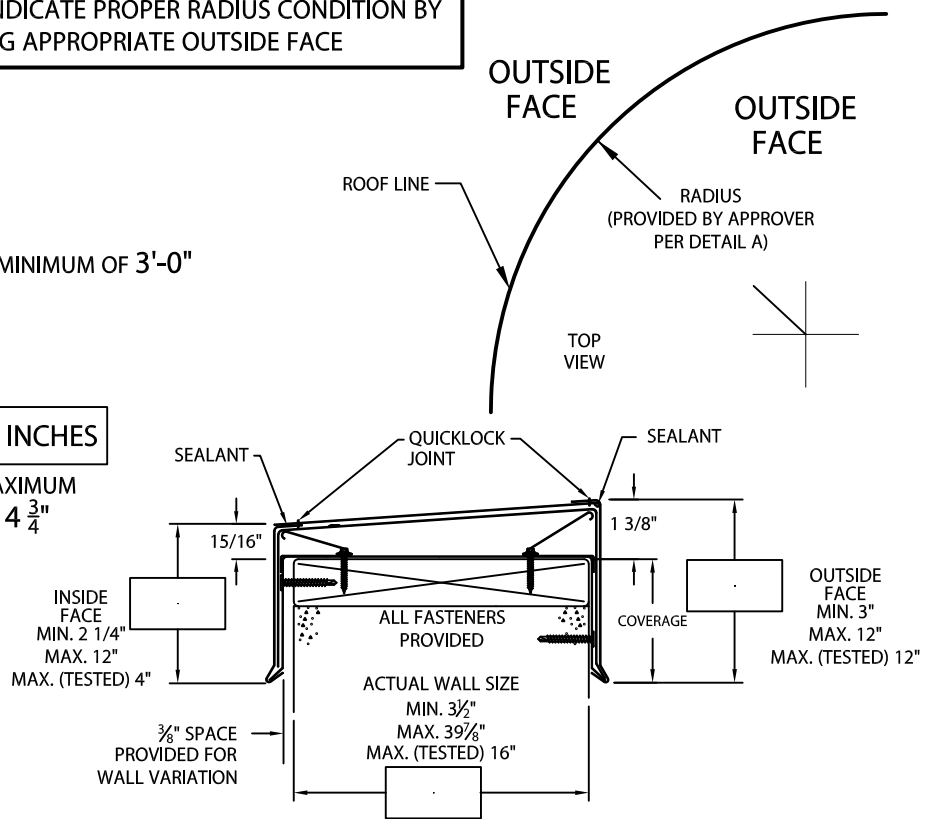 NDICATE PROPER RADIUS CONDITION BY
G APPROPRIATE OUTSIDE FACE
OUTSIDE
FACE
OUTSIDE
FACE
ROOF LINE
RADIUS
(PROVIDED BY APPROVER
PER DETAIL A)
MINIMUM OF 3'-0"
TOP
VIEW
INCHES
AXIMUM
4 3/4"
SEALANT
QUICKLOCK
JOINT
SEALANT
15/16"
1 3/8"
INSIDE
FACE
MIN. 2 1/4"
MAX. 12"
MAX. (TESTED) 4"
ALL FASTENERS
PROVIDED
COVERAGE
OUTSIDE
FACE
MIN. 3"
MAX. 12"
MAX. (TESTED) 12"
ACTUAL WALL SIZE
MIN. 3½"
MAX. 39⅞"
MAX. (TESTED) 16"
⅜" SPACE
PROVIDED FOR
WALL VARIATION